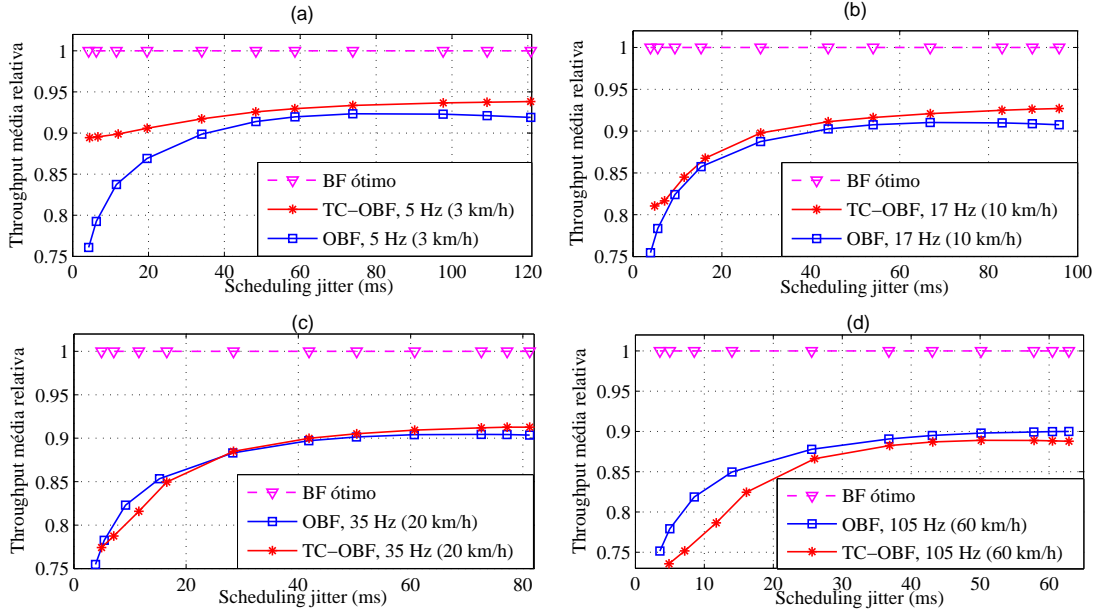 (a)
Throughput média relativa
1
0.95
0.9
0.85
0.8
0.75
0
20
40
60
80
100
120
Scheduling jitter (ms)
BF ótimo
TC−OBF, 5 Hz (3 km/h)
OBF, 5 Hz (3 km/h)
(b)
Throughput média relativa
1
0.95
0.9
0.85
0.8
0.75
0
20
40
60
80
100
Scheduling jitter (ms)
BF ótimo
TC−OBF, 17 Hz (10 km/h)
OBF, 17 Hz (10 km/h)
(c)
Throughput média relativa
1
0.95
0.9
0.85
0.8
0.75
0
20
40
60
80
Scheduling jitter (ms)
BF ótimo
OBF, 35 Hz (20 km/h)
TC−OBF, 35 Hz (20 km/h)
(d)
Throughput média relativa
1
0.95
0.9
0.85
0.8
0.75
0
10
20
30
40
50
60
Scheduling jitter (ms)
BF ótimo
OBF, 105 Hz (60 km/h)
TC−OBF, 105 Hz (60 km/h)